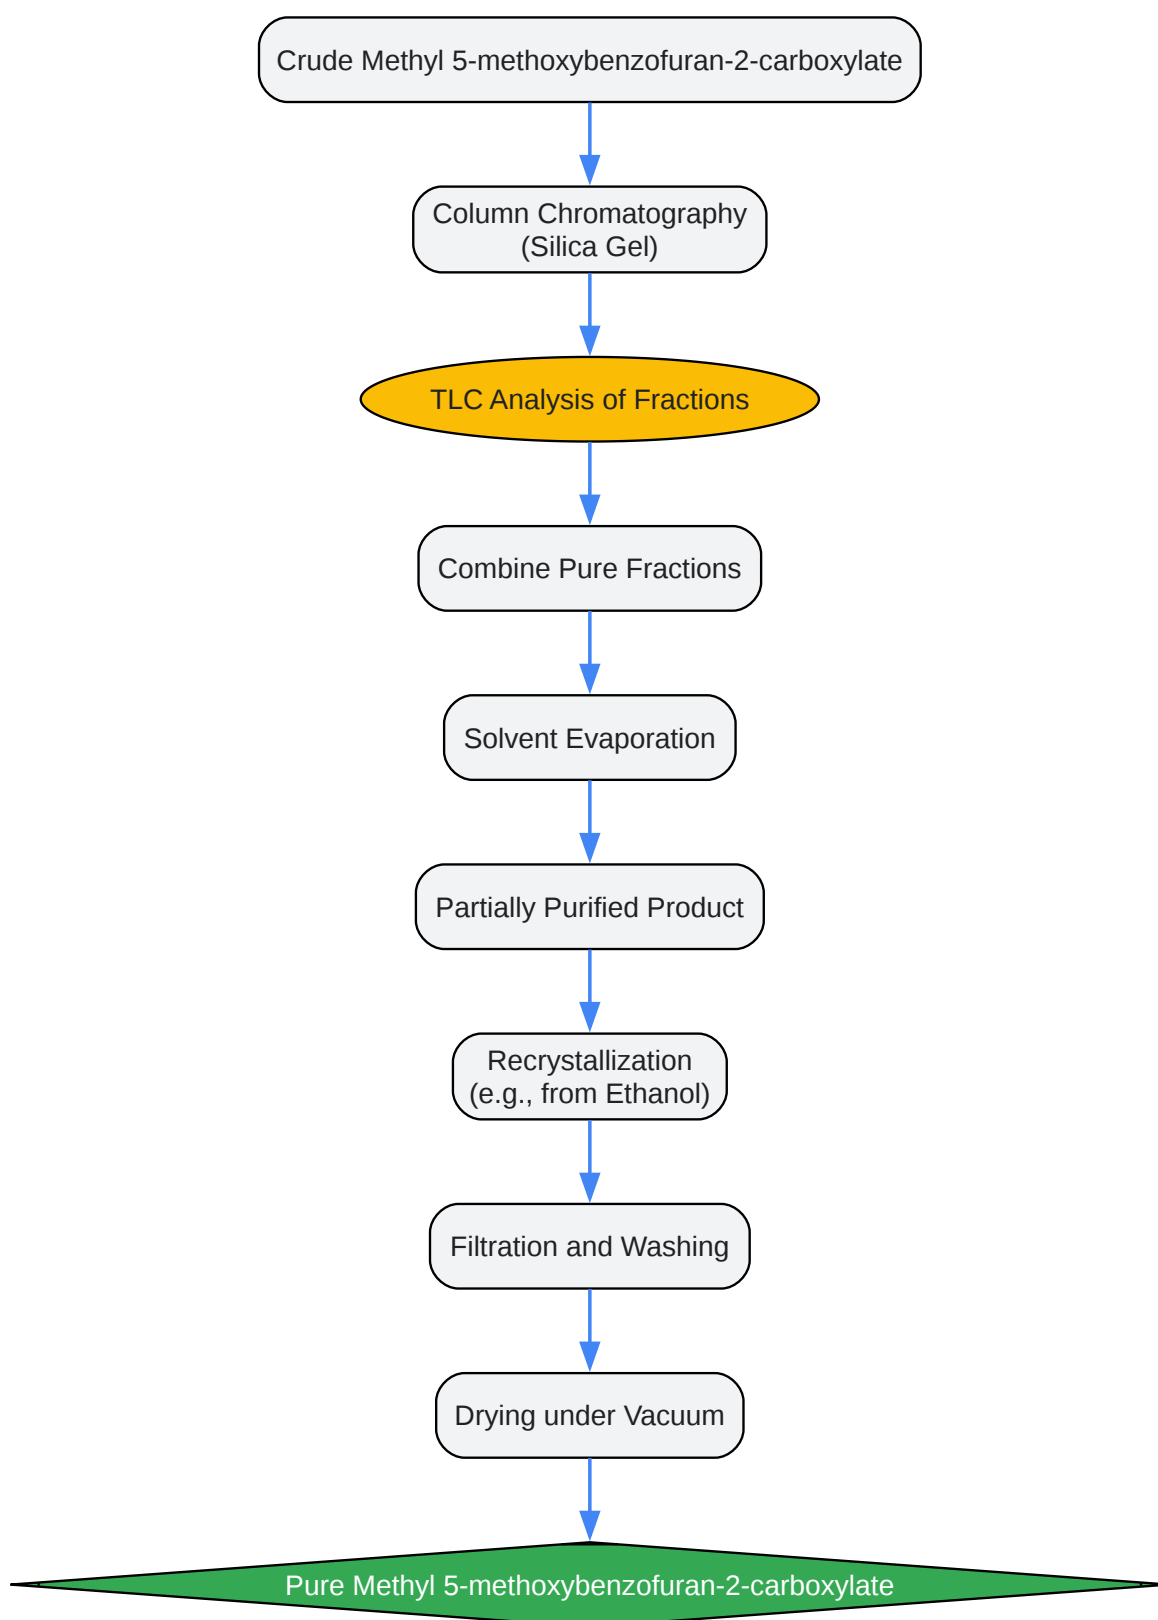 Crude Methyl 5-methoxybenzofuran-2-carboxylate
Column Chromatography
(Silica Gel)
TLC Analysis of Fractions
Combine Pure Fractions
Solvent Evaporation
Partially Purified Product
Recrystallization
(e.g., from Ethanol)
Filtration and Washing
Drying under Vacuum
Pure Methyl 5-methoxybenzofuran-2-carboxylate